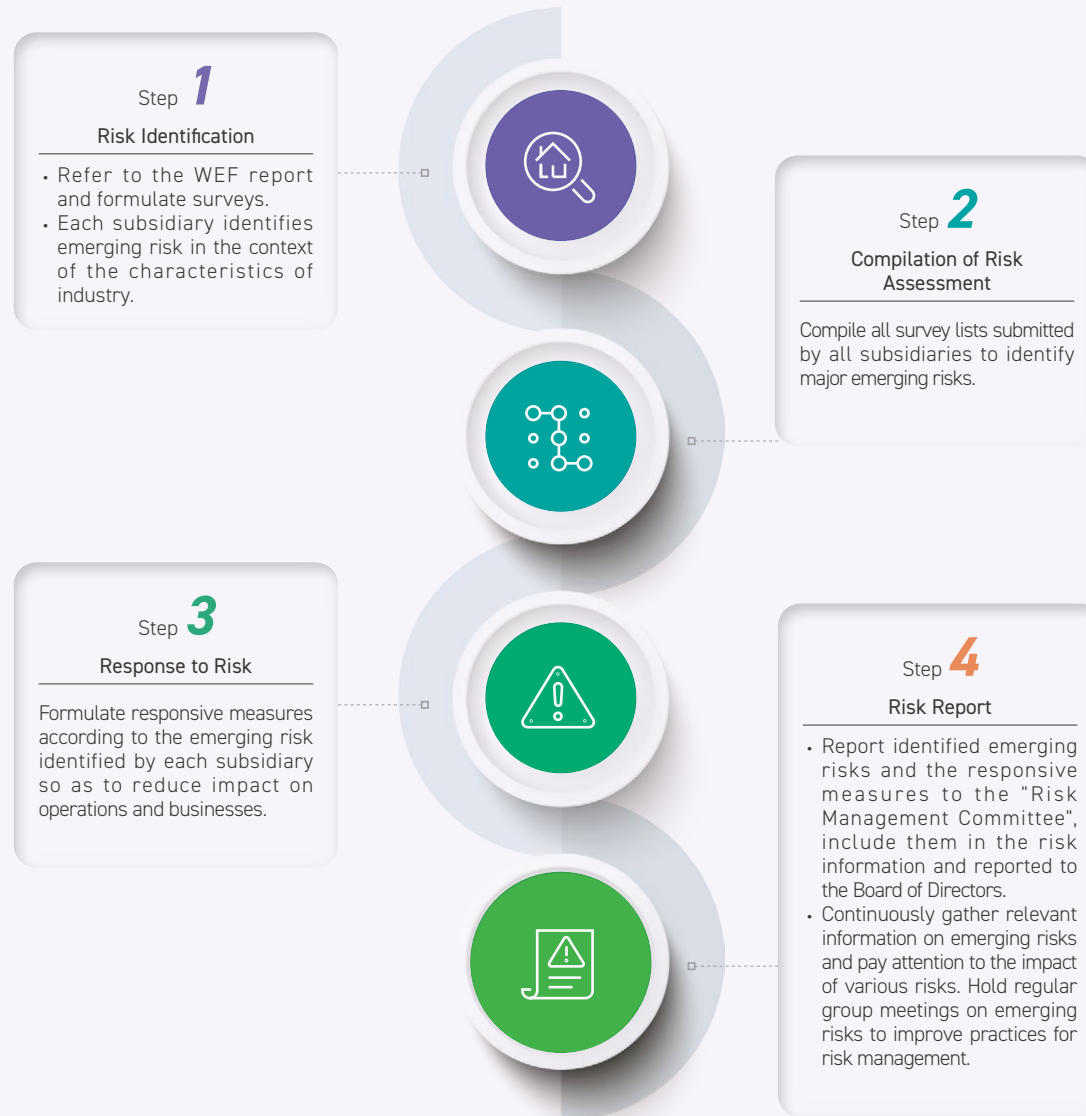 Step 1
Risk Identification
• Refer to the WEF report
and formulate surveys.
• Each subsidiary identifies
emerging risk in the context
of the characteristics of
industry.
Step 2
Compilation of Risk
Assessment
Compile all survey lists submitted
by all subsidiaries to identify
major emerging risks.
Step 3
Response to Risk
Formulate responsive measures
according to the emerging risk
identified by each subsidiary
so as to reduce impact on
operations and businesses.
Step 4
Risk Report
• Report identified emerging
risks and the responsive
measures to the "Risk
Management Committee",
include them in the risk
information and reported to
the Board of Directors.
• Continuously gather relevant
information on emerging risks
and pay attention to the impact
of various risks. Hold regular
group meetings on emerging
risks to improve practices for
risk management.